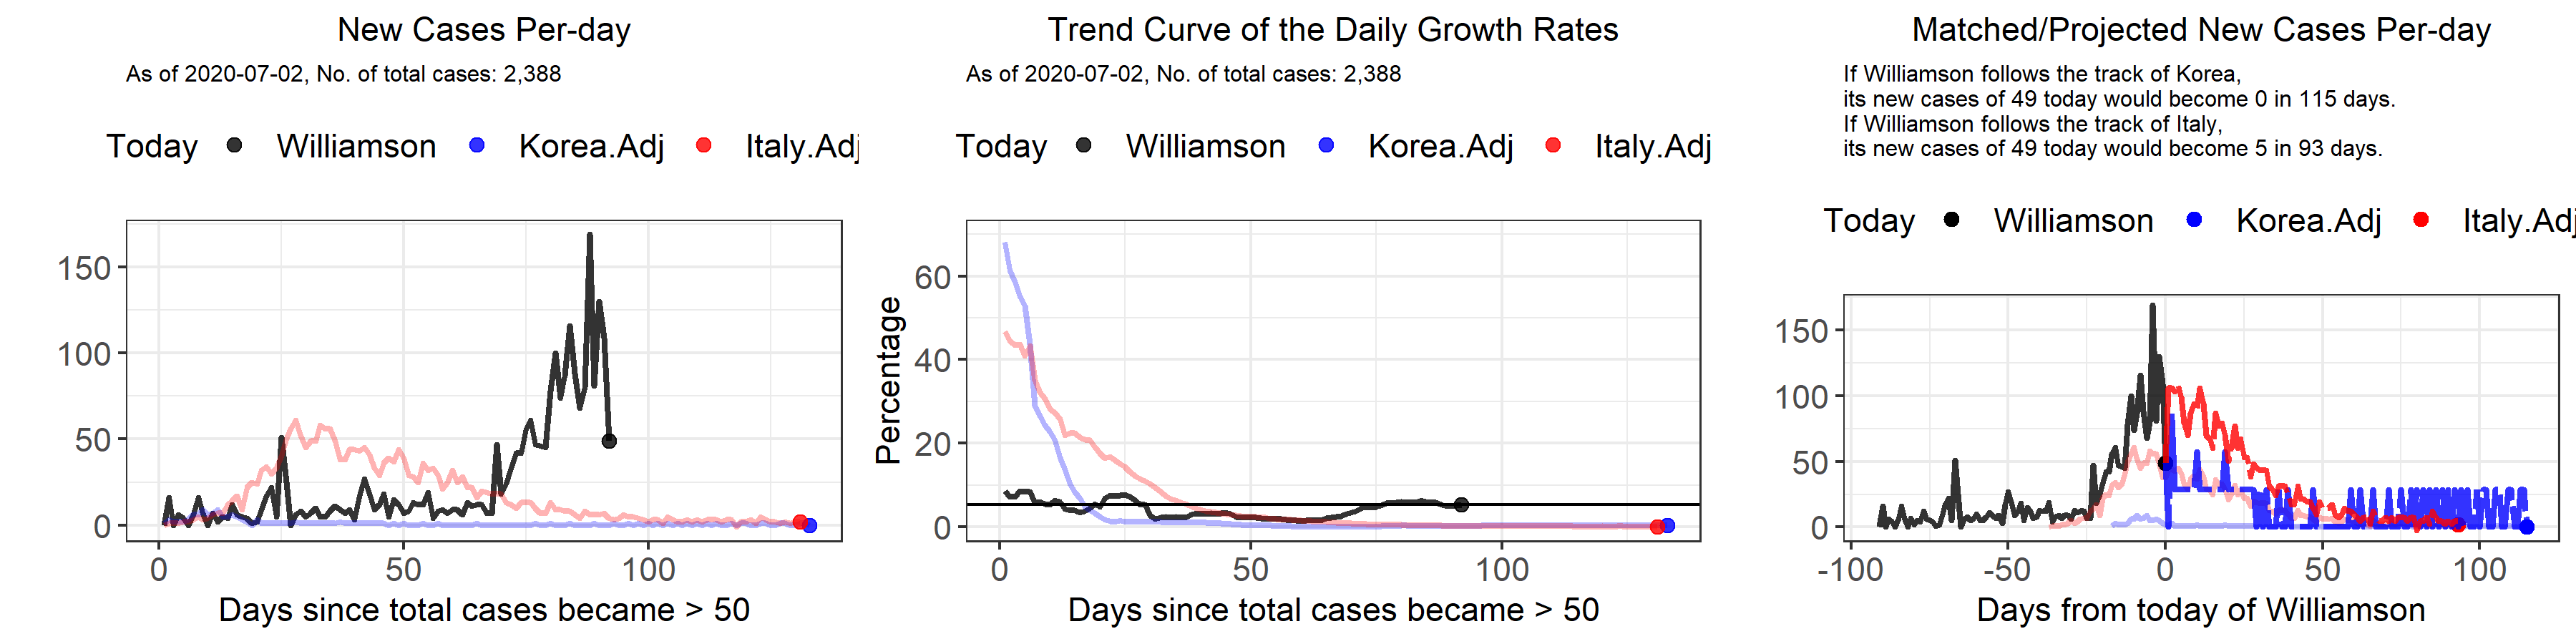 New Cases Per-day
As of 2020-07-02, No. of total cases: 2,388
Today Williamson Korea.Adj Italy.Adj
150
100
50
0
0 50 100
Days since total cases became > 50
Trend Curve of the Daily Growth Rates
As of 2020-07-02, No. of total cases: 2,388
Today Williamson Korea.Adj Italy.Adj
Percentage
60
40
20
0
0 50 100
Days since total cases became > 50
Matched/Projected New Cases Per-day
If Williamson follows the track of Korea,
its new cases of 49 today would become 0 in 115 days.
If Williamson follows the track of Italy,
its new cases of 49 today would become 5 in 93 days.
Today Williamson Korea.Adj Italy.Adj
150
100
50
0
-100 -50 0 50 100
Days from today of Williamson